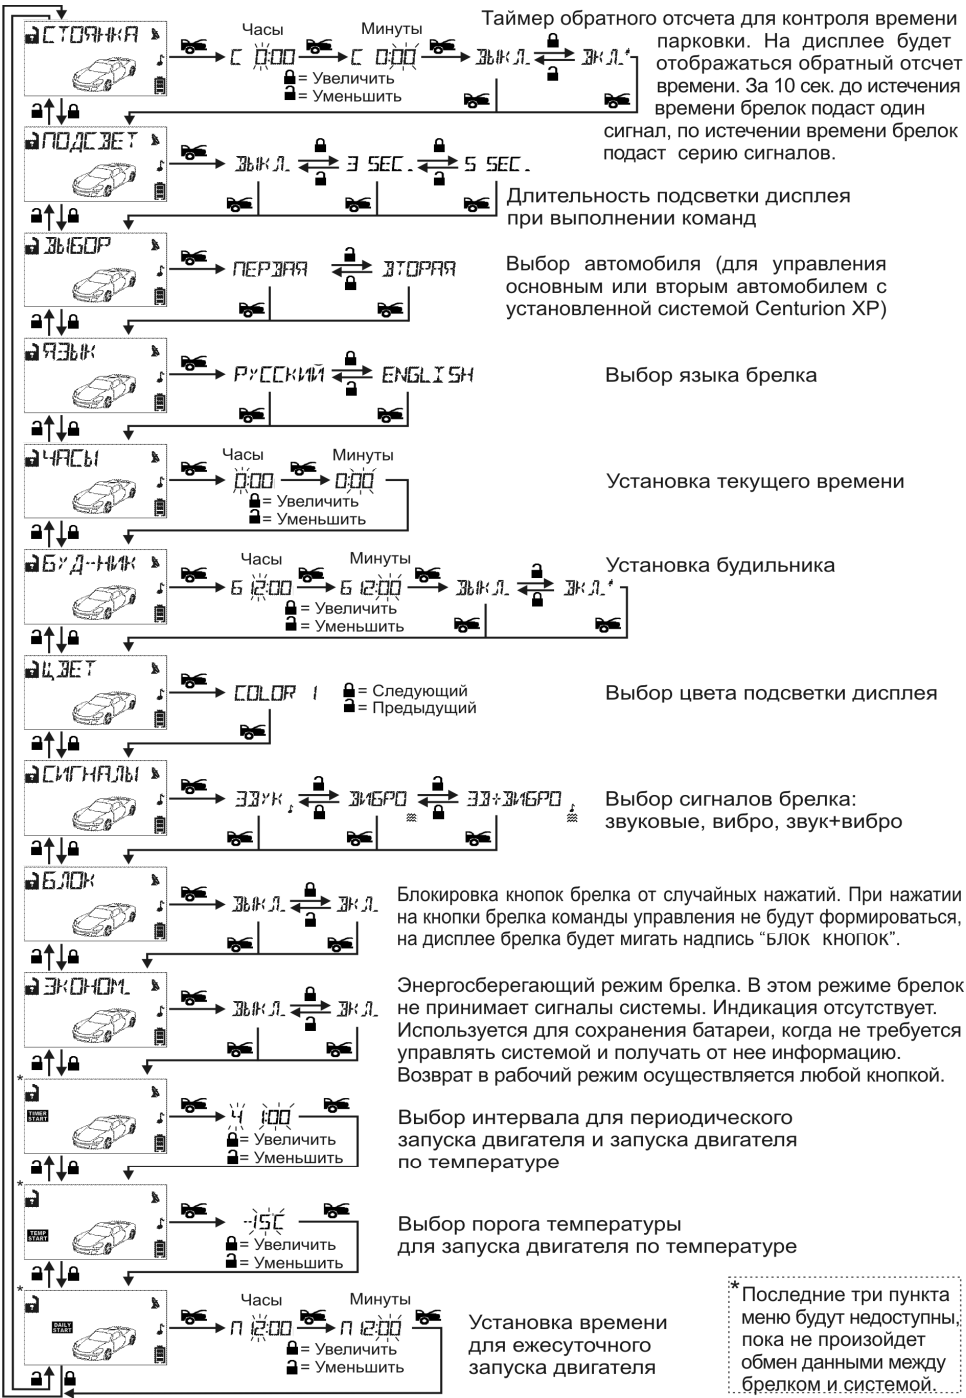 СТОЯНКА
Часы
Минуты
С 0:00
С 0:00
ВЫКЛ.
ВКЛ.*
= Увеличить
= Уменьшить
Таймер обратного отсчета для контроля времени
парковки. На дисплее будет
отображаться обратный отсчет
времени. За 10 сек. до истечения
времени брелок подаст один
сигнал, по истечении времени брелок
подаст серию сигналов.
ПОДСВЕТ
ВЫКЛ.
3 SEC.
5 SEC.
Длительность подсветки дисплея
при выполнении команд
ВЫБОР
ПЕРВАЯ
ВТОРАЯ
Выбор автомобиля (для управления
основным или вторым автомобилем с
установленной системой Centurion XP)
ЯЗЫК
РУССКИЙ
ENGLISH
Выбор языка брелка
ЧАСЫ
Часы
Минуты
0:00
0:00
= Увеличить
= Уменьшить
Установка текущего времени
БУД-НИК
Часы
Минуты
Б 12:00
Б 12:00
ВЫКЛ.
ВКЛ.*
= Увеличить
= Уменьшить
Установка будильника
ЦВЕТ
COLOR 1
= Следующий
= Предыдущий
Выбор цвета подсветки дисплея
СИГНАЛЫ
ЗВУК
ВИБРО
ЗВ+ВИБРО
Выбор сигналов брелка:
звуковые, вибро, звук+вибро
БЛОК
ВЫКЛ.
ВКЛ.
Блокировка кнопок брелка от случайных нажатий. При нажатии
на кнопки брелка команды управления не будут формироваться,
на дисплее брелка будет мигать надпись “БЛОК КНОПОК”.
ЭКОНОМ.
ВЫКЛ.
ВКЛ.
Энергосберегающий режим брелка. В этом режиме брелок
не принимает сигналы системы. Индикация отсутствует.
Используется для сохранения батареи, когда не требуется
управлять системой и получать от нее информацию.
Возврат в рабочий режим осуществляется любой кнопкой.
*
TIMER
START
Ч 1:00
= Увеличить
= Уменьшить
Выбор интервала для периодического
запуска двигателя и запуска двигателя
по температуре
*
TEMP
START
-15C
= Увеличить
= Уменьшить
Выбор порога температуры
для запуска двигателя по температуре
*
DAILY
START
Часы
Минуты
П 12:00
П 12:00
= Увеличить
= Уменьшить
Установка времени
для ежесуточного
запуска двигателя
* Последние три пункта
меню будут недоступны,
пока не произойдет
обмен данными между
брелком и системой.